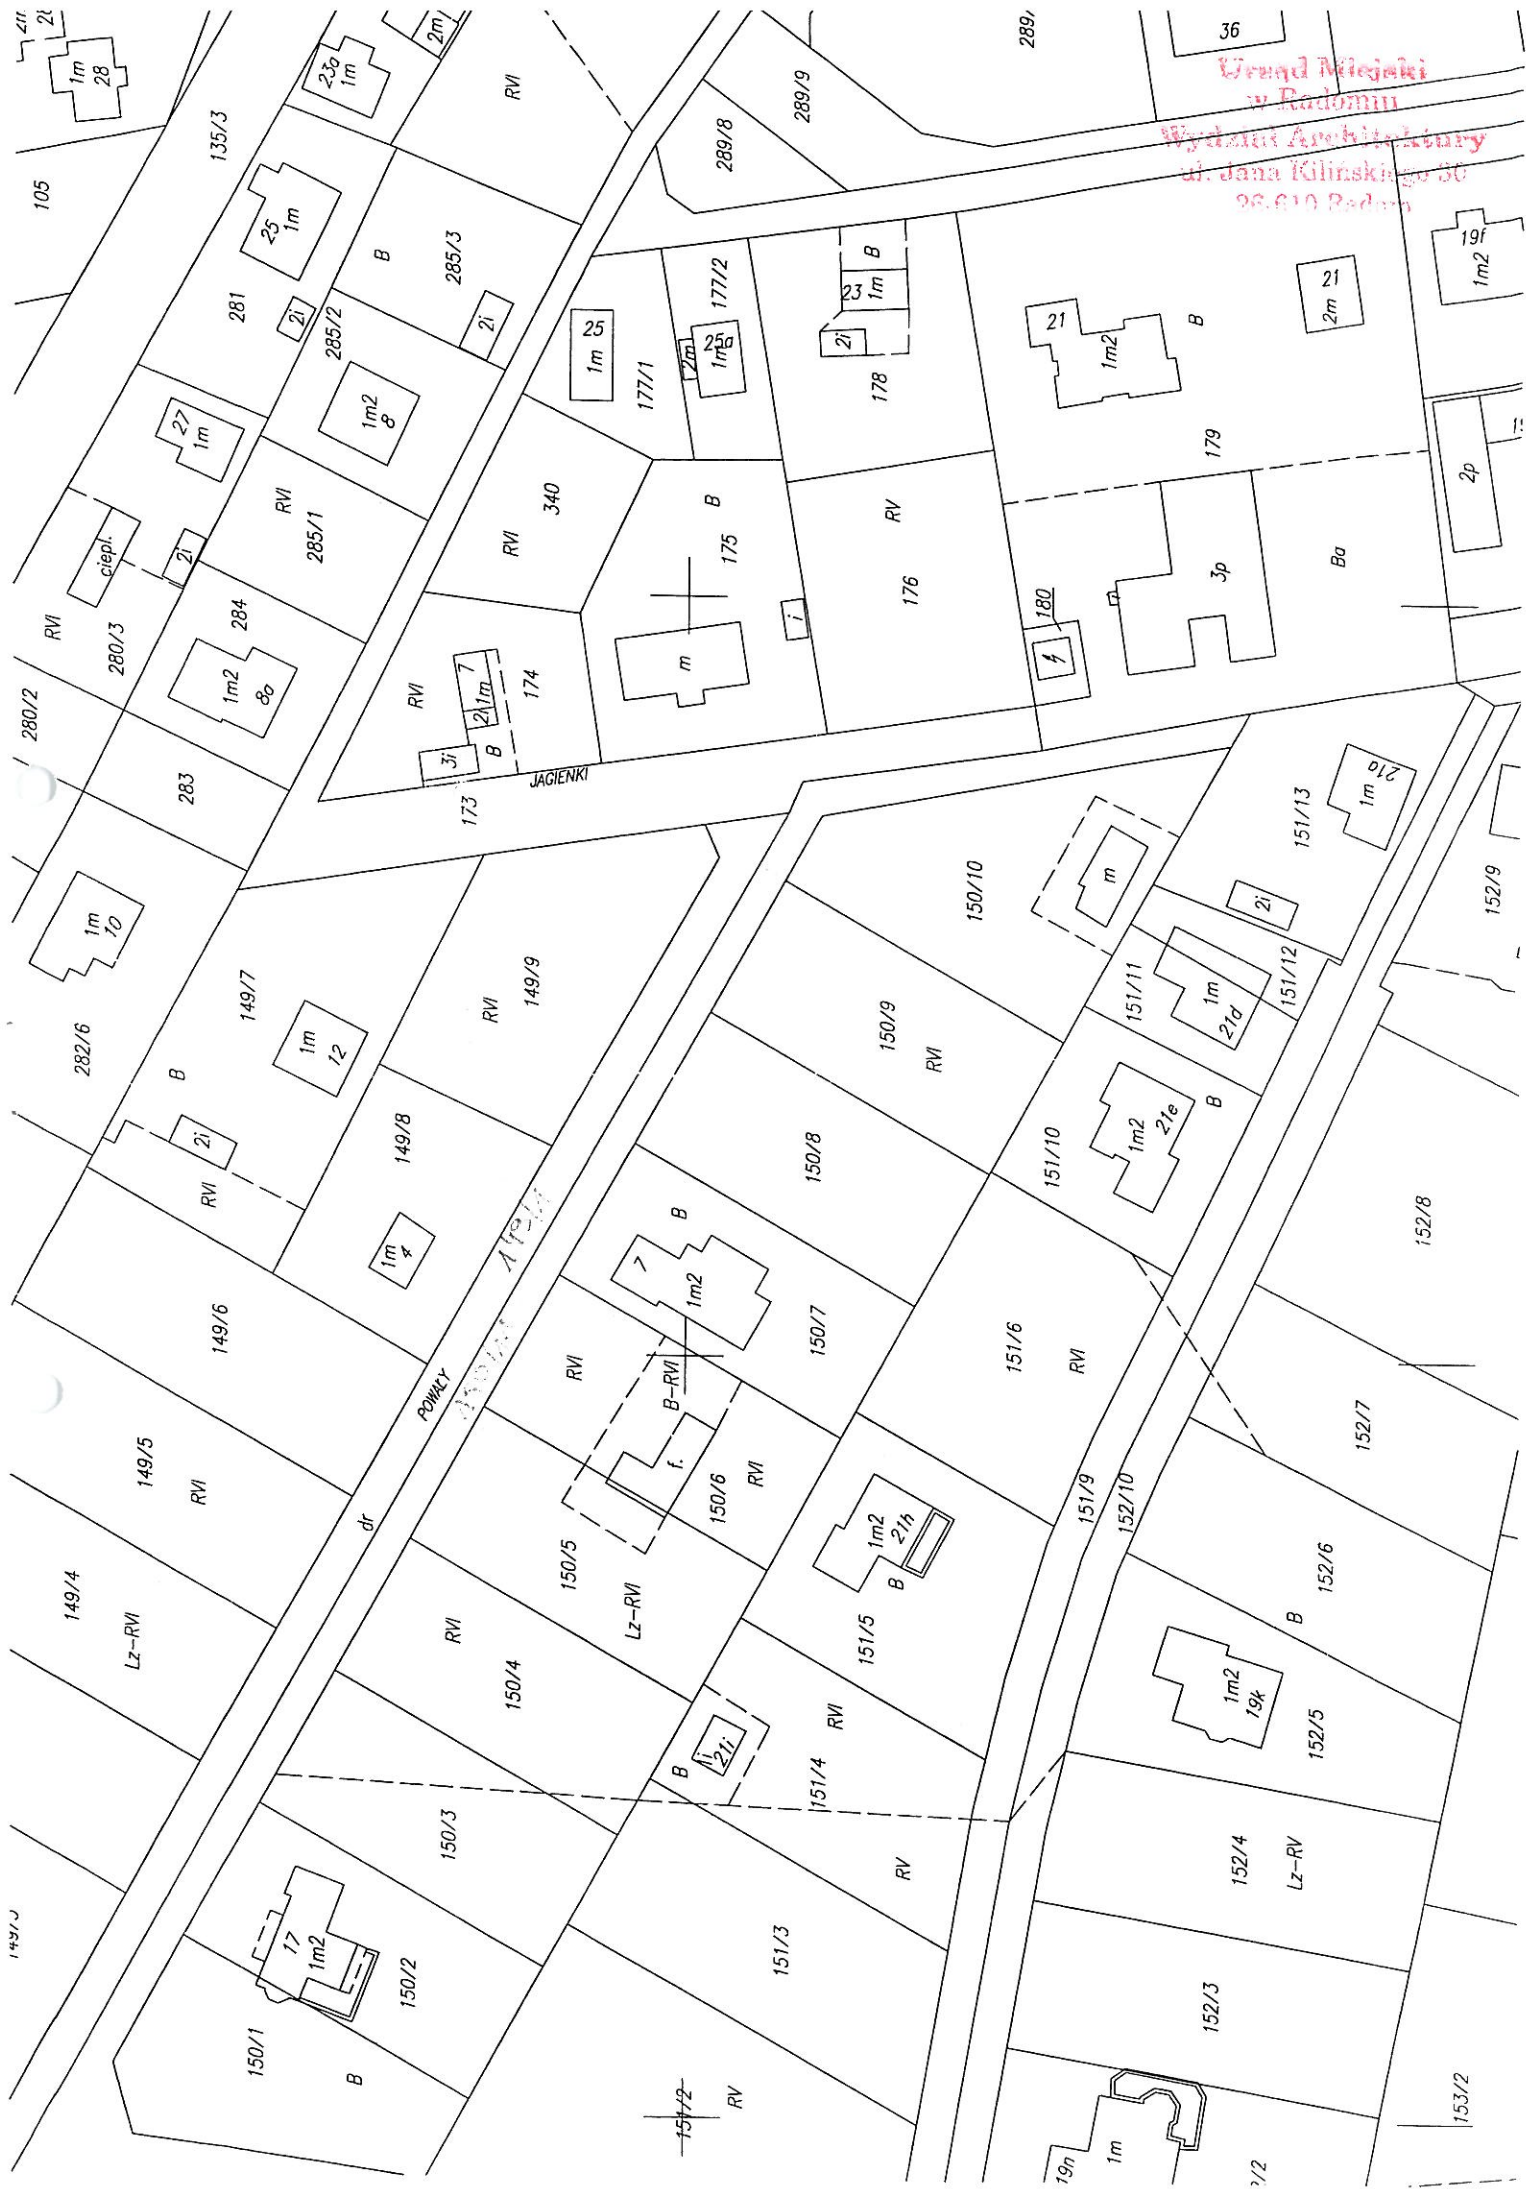 28
1m
28
2m
23a
1m
RVI
289/9
289/8
36
Urząd Miejski
w Radomiu
Wydział Architektury
ul. Jana Kilińskiego 30
26-610 Radom
105
135/3
25
1m
281
2i
B
285/3
285/2
2i
1m2
8
27
1m
ciepl.
2i
RVI
285/1
RVI
280/3
280/2
284
1m2
8a
283
25
1m
177/1
177/2
2m
25a
1m
23
1m
B
2i
178
21
1m2
B
21
2m
19f
1m2
179
2p
340
RVI
B
175
RV
176
m
i
180
3p
Ba
RVI
7
1m
2i
174
3i
B
173
JAGIENKI
1m
10
282/6
149/7
B
1m
12
2i
RVI
149/9
RVI
149/8
1m
4
149/6
149/5
RVI
149/4
Lz-RVI
POWAŁY
dr
150/10
m
151/13
1m
21a
2i
152/9
150/9
RVI
151/11
151/12
1m
21d
150/8
151/10
1m2
21e
B
152/8
B
7
1m2
150/7
RVI
B-RVI
f.
150/6
RVI
151/6
RVI
152/7
150/5
Lz-RVI
1m2
21h
B
151/5
151/9
152/10
152/6
B
RVI
150/4
B
21i
RVI
151/4
1m2
19k
152/5
150/3
RV
152/4
Lz-RV
17
1m2
150/2
150/1
B
151/3
152/3
151/2
RV
19n
1m
153/2